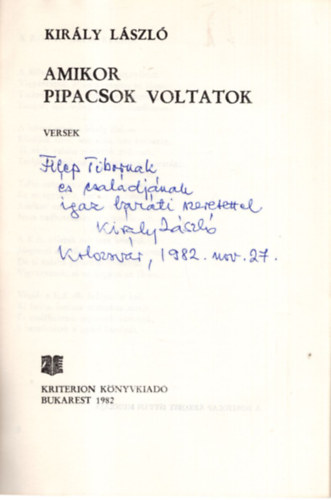 KIRÁLY LÁSZLÓ
AMIKOR
PIPACSOK VOLTATOK
VERSEK
Filep Tibornak
és családjának
igaz baráti szeretettel
Király László
Kolozsvár, 1982. nov. 27.
KRITERION KÖNYVKIADÓ
BUKAREST 1982